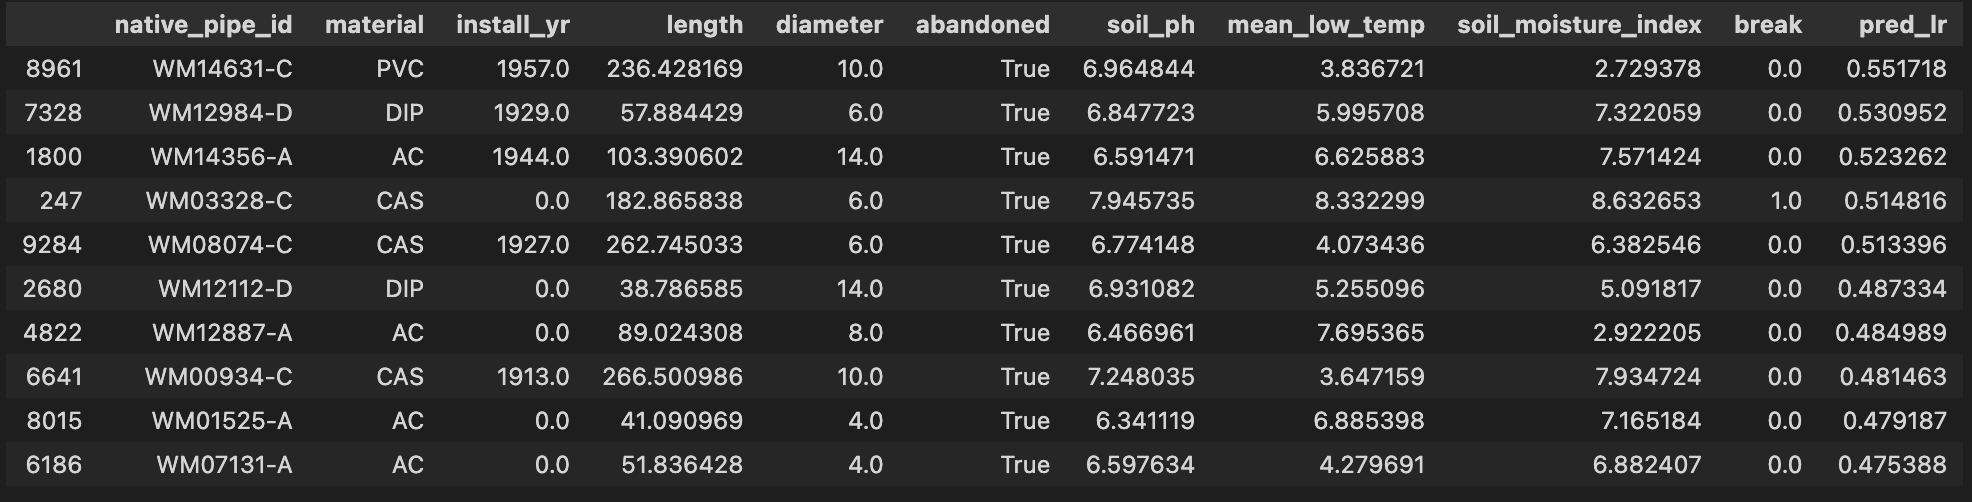 native_pipe_id material install_yr length diameter abandoned soil_ph mean_low_temp soil_moisture_index break pred_lr
8961 WM14631-C PVC 1957.0 236.428169 10.0 True 6.964844 3.836721 2.729378 0.0 0.551718
7328 WM12984-D DIP 1929.0 57.884429 6.0 True 6.847723 5.995708 7.322059 0.0 0.530952
1800 WM14356-A AC 1944.0 103.390602 14.0 True 6.591471 6.625883 7.571424 0.0 0.523262
247 WM03328-C CAS 0.0 182.865838 6.0 True 7.945735 8.332299 8.632653 1.0 0.514816
9284 WM08074-C CAS 1927.0 262.745033 6.0 True 6.774148 4.073436 6.382546 0.0 0.513396
2680 WM12112-D DIP 0.0 38.786585 14.0 True 6.931082 5.255096 5.091817 0.0 0.487334
4822 WM12887-A AC 0.0 89.024308 8.0 True 6.466961 7.695365 2.922205 0.0 0.484989
6641 WM00934-C CAS 1913.0 266.500986 10.0 True 7.248035 3.647159 7.934724 0.0 0.481463
8015 WM01525-A AC 0.0 41.090969 4.0 True 6.341119 6.885398 7.165184 0.0 0.479187
6186 WM07131-A AC 0.0 51.836428 4.0 True 6.597634 4.279691 6.882407 0.0 0.475388